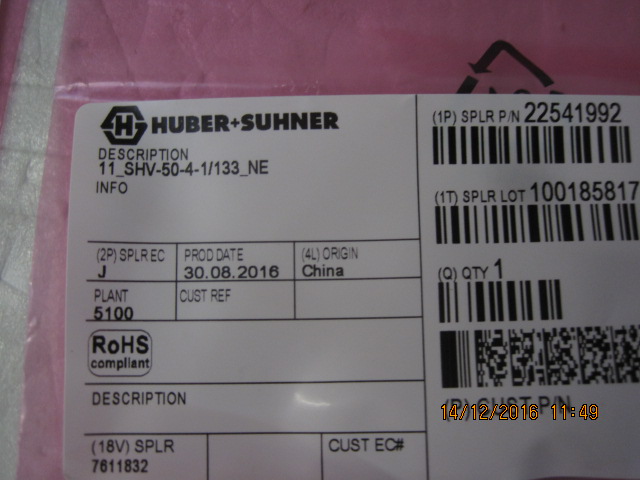 HUBER+SUHNER
DESCRIPTION
11_SHV-50-4-1/133_NE
INFO
(2P) SPLR EC
J
PROD DATE
30.08.2016
(4L) ORIGIN
China
PLANT
5100
CUST REF
RoHS
compliant
DESCRIPTION
(18V) SPLR
7611832
CUST EC#
(1P) SPLR P/N 22541992
(1T) SPLR LOT 100185817
(Q) QTY 1
(P) CUST P/N
14/12/2016 11:49